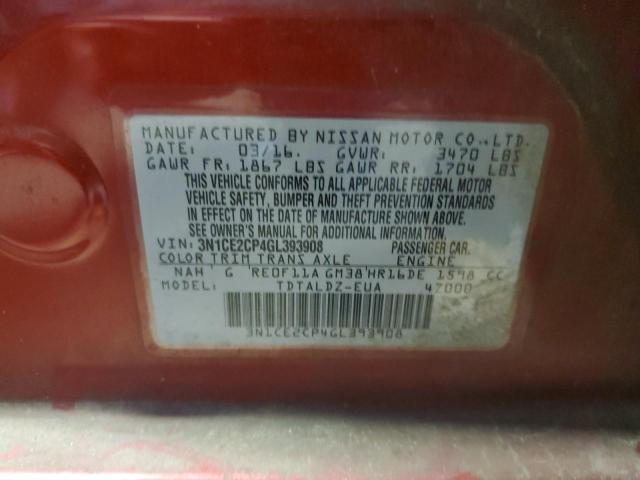 MANUFACTURED BY NISSAN MOTOR CO.,LTD.
DATE: 03/16. GVWR: 3470 LBS
GAWR FR: 1867 LBS GAWR RR: 1704 LBS
THIS VEHICLE CONFORMS TO ALL APPLICABLE FEDERAL MOTOR
VEHICLE SAFETY, BUMPER AND THEFT PREVENTION STANDARDS
IN EFFECT ON THE DATE OF MANUFACTURE SHOWN ABOVE.
SEE OWNER'S MANUAL FOR ADDITIONAL INFORMATION.
VIN: 3N1CE2CP4GL393908 PASSENGER CAR.
COLOR TRIM TRANS AXLE ENGINE
NAH G RE0F11A GM38 HR16DE 1598 CC
MODEL: TDTALDZ-EUA 47000
3N1CE2CP4GL393908